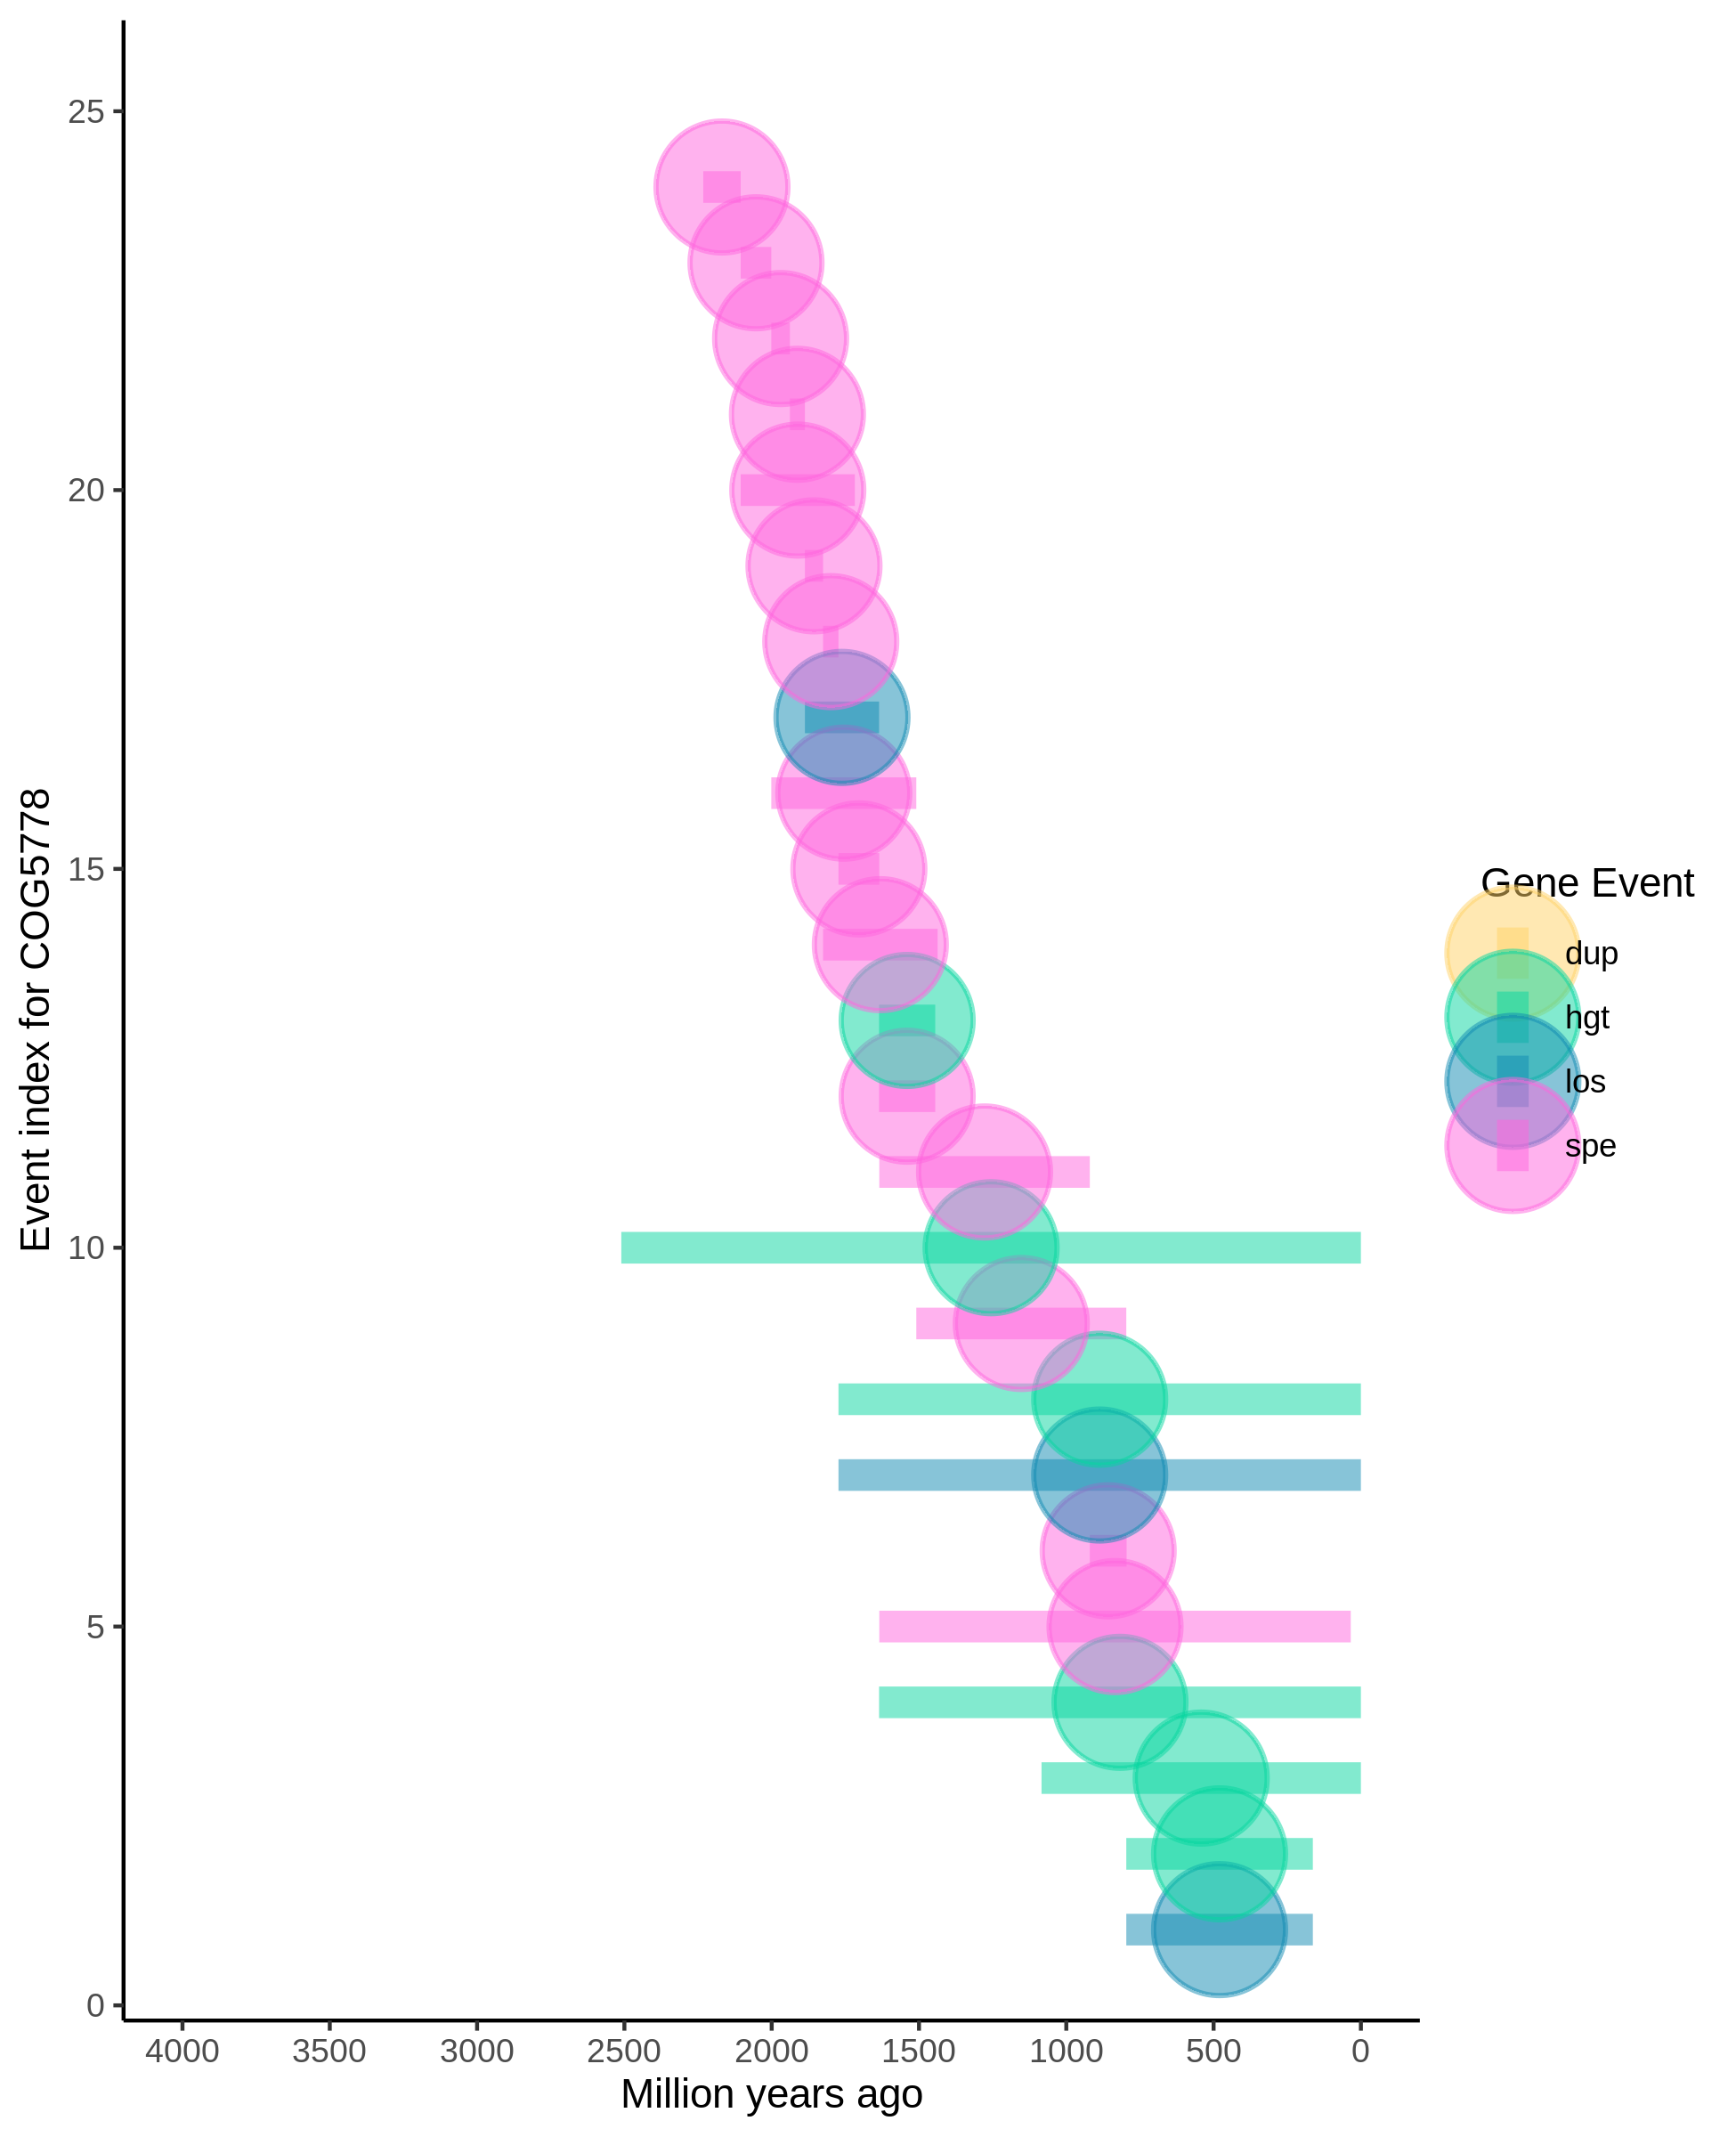 Event index for COG5778
25
20
15
10
5
0
4000 3500 3000 2500 2000 1500 1000 500 0
Million years ago
Gene Event
dup
hgt
los
spe